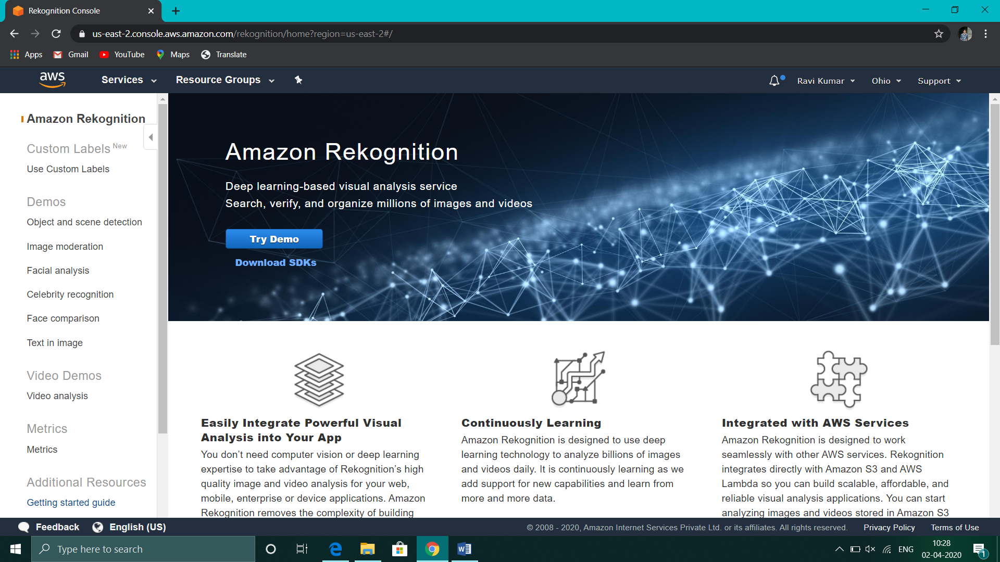 Rekognition Console
us-east-2.console.aws.amazon.com/rekognition/home?region=us-east-2#/
Apps
Gmail
YouTube
Maps
Translate
aws
Services
Resource Groups
Ravi Kumar
Ohio
Support
Amazon Rekognition
Custom Labels New
Use Custom Labels
Demos
Object and scene detection
Image moderation
Facial analysis
Celebrity recognition
Face comparison
Text in image
Video Demos
Video analysis
Metrics
Metrics
Additional Resources
Getting started guide
Amazon Rekognition
Deep learning-based visual analysis service
Search, verify, and organize millions of images and videos
Try Demo
Download SDKs
Easily Integrate Powerful Visual
Analysis into Your App
You don’t need computer vision or deep learning
expertise to take advantage of Rekognition’s high
quality image and video analysis for your web,
mobile, enterprise or device applications. Amazon
Rekognition removes the complexity of building
Continuously Learning
Amazon Rekognition is designed to use deep
learning technology to analyze billions of images
and videos daily. It is continuously learning as we
add support for new capabilities and learn from
more and more data.
Integrated with AWS Services
Amazon Rekognition is designed to work
seamlessly with other AWS services. Rekognition
integrates directly with Amazon S3 and AWS
Lambda so you can build scalable, affordable, and
reliable visual analysis applications. You can start
analyzing images and videos stored in Amazon S3
Feedback
English (US)
© 2008 - 2020, Amazon Internet Services Private Ltd. or its affiliates. All rights reserved.
Privacy Policy
Terms of Use
Type here to search
W
ENG
10:28
02-04-2020
1